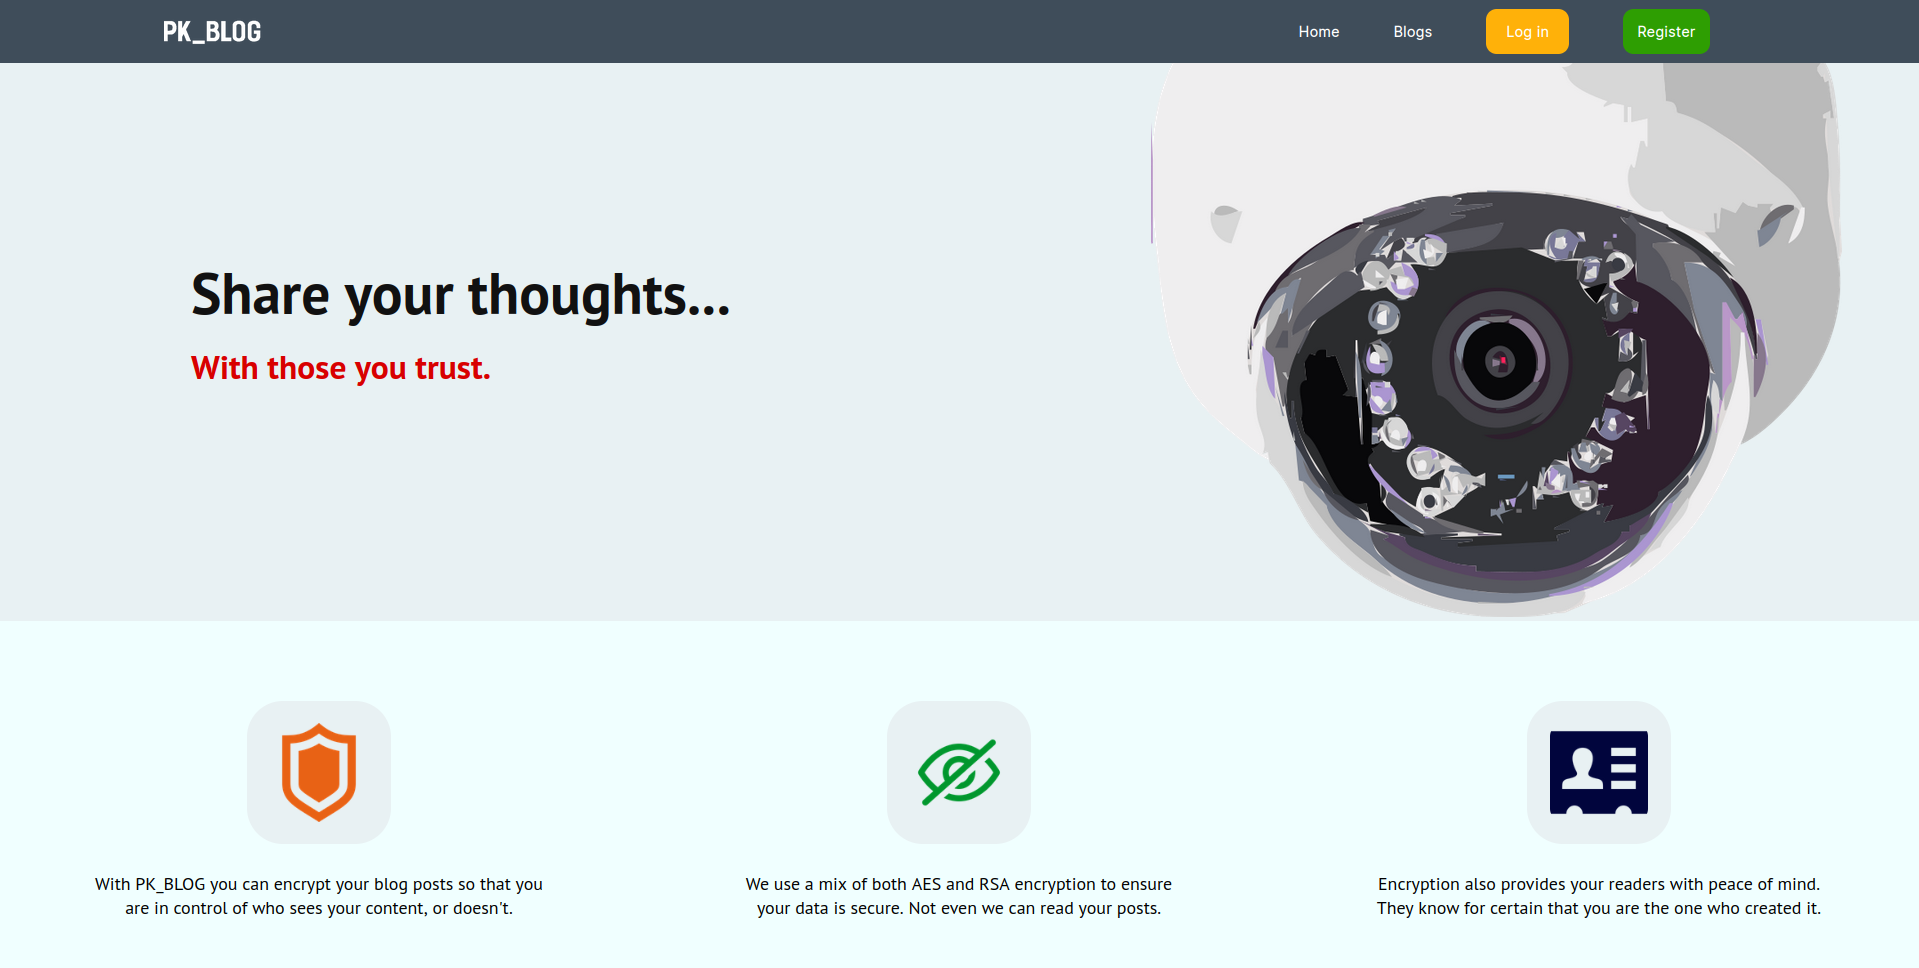 PK_BLOG
Home
Blogs
Log in
Register
Share your thoughts...
With those you trust.
With PK_BLOG you can encrypt your blog posts so that you
are in control of who sees your content, or doesn't.
We use a mix of both AES and RSA encryption to ensure
your data is secure. Not even we can read your posts.
Encryption also provides your readers with peace of mind.
They know for certain that you are the one who created it.